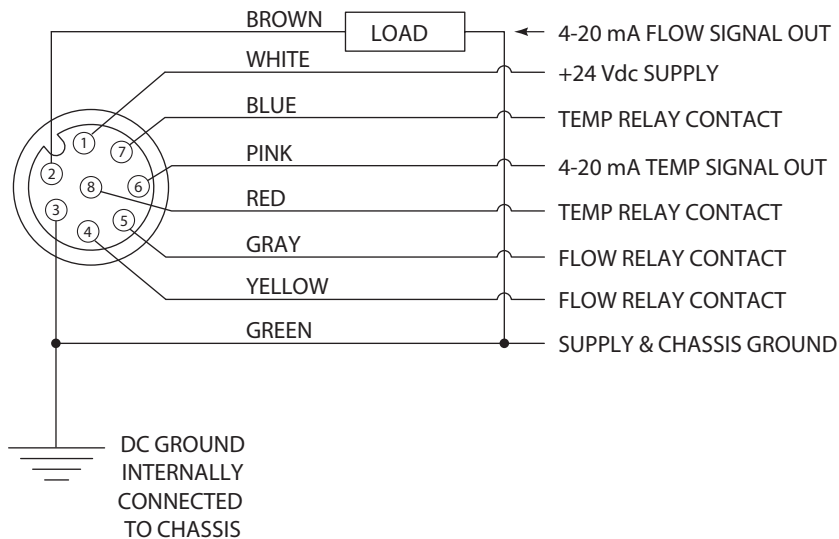 BROWN
LOAD
4-20 mA FLOW SIGNAL OUT
WHITE
+24 Vdc SUPPLY
BLUE
TEMP RELAY CONTACT
PINK
4-20 mA TEMP SIGNAL OUT
RED
TEMP RELAY CONTACT
GRAY
FLOW RELAY CONTACT
YELLOW
FLOW RELAY CONTACT
GREEN
SUPPLY & CHASSIS GROUND
1
7
2
8
6
3
5
4
DC GROUND
INTERNALLY
CONNECTED
TO CHASSIS